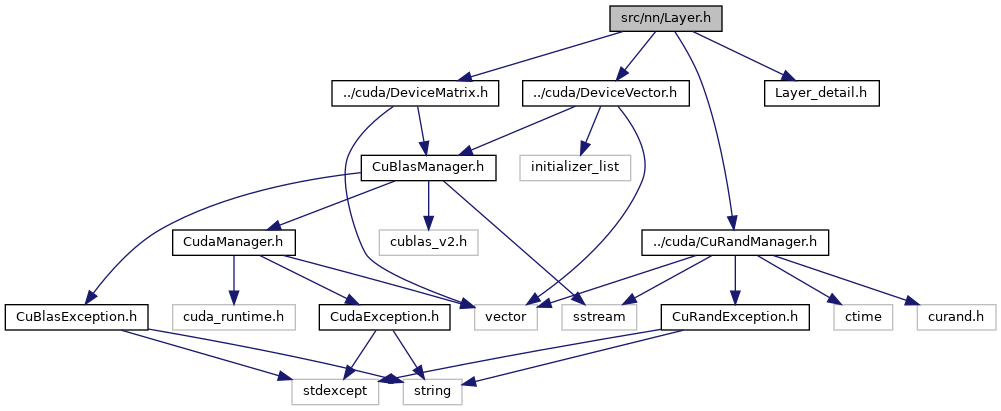 src/nn/Layer.h
../cuda/DeviceMatrix.h
../cuda/DeviceVector.h
Layer_detail.h
CuBlasManager.h
initializer_list
CudaManager.h
cublas_v2.h
../cuda/CuRandManager.h
CuBlasException.h
cuda_runtime.h
CudaException.h
vector
sstream
CuRandException.h
ctime
curand.h
stdexcept
string